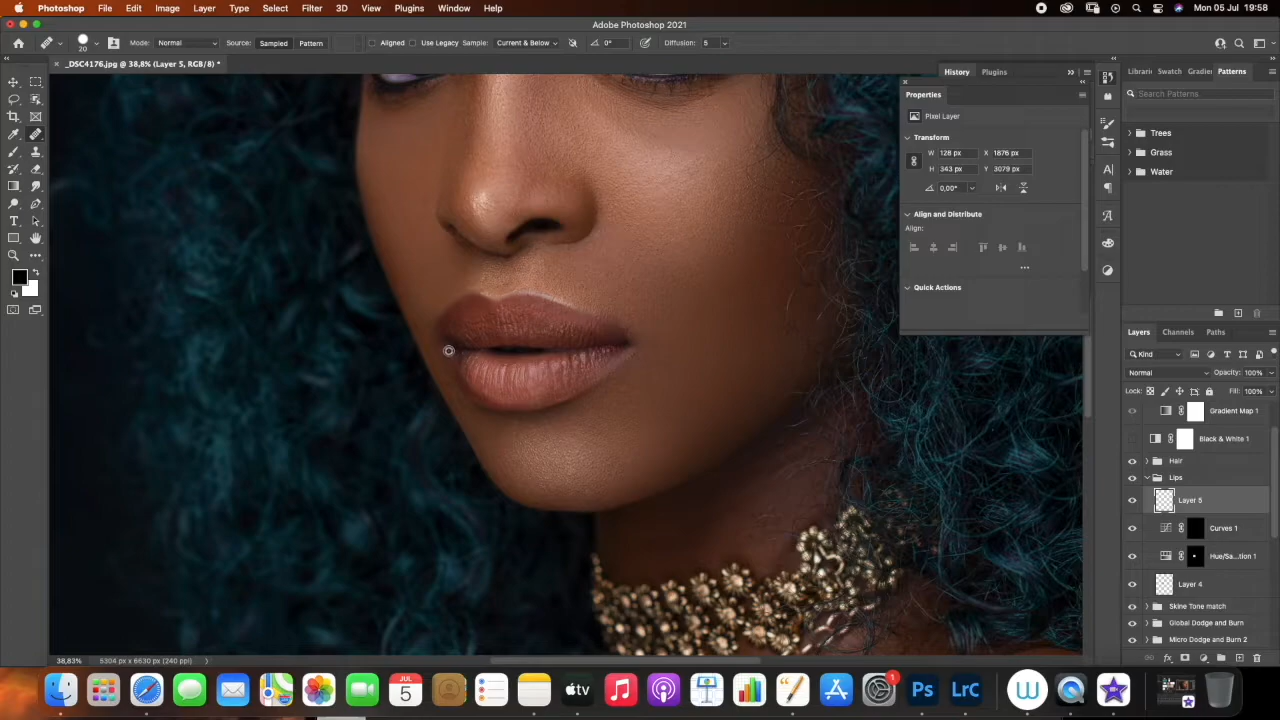 Photoshop File Edit Image Layer Type Select Filter 3D View Plugins Window Help Mon 05 Jul 19:58
Adobe Photoshop 2021
20 Mode: Normal Source: Sampled Pattern Aligned Use Legacy Sample: Current & Below 0° Diffusion: 5
_DSC4176.jpg @ 38,8% (Layer 5, RGB/8) *
History Plugins
Librari Swatch Gradier Patterns
Properties
Search Patterns
Pixel Layer
Transform
Trees
W 128 px X 1876 px
Grass
H 343 px Y 3079 px
Water
0,00°
Align and Distribute
Align:
Quick Actions
Layers Channels Paths
Kind
Normal Opacity: 100%
Lock: Fill: 100%
Gradient Map 1
Black & White 1
Hair
Lips
Layer 5
Curves 1
Hue/Sa...tion 1
Layer 4
Skine Tone match
Global Dodge and Burn
Micro Dodge and Burn 2
38,83% 5304 px x 6630 px (240 ppi)
JUL
5
tv
1
Ps
LrC
W